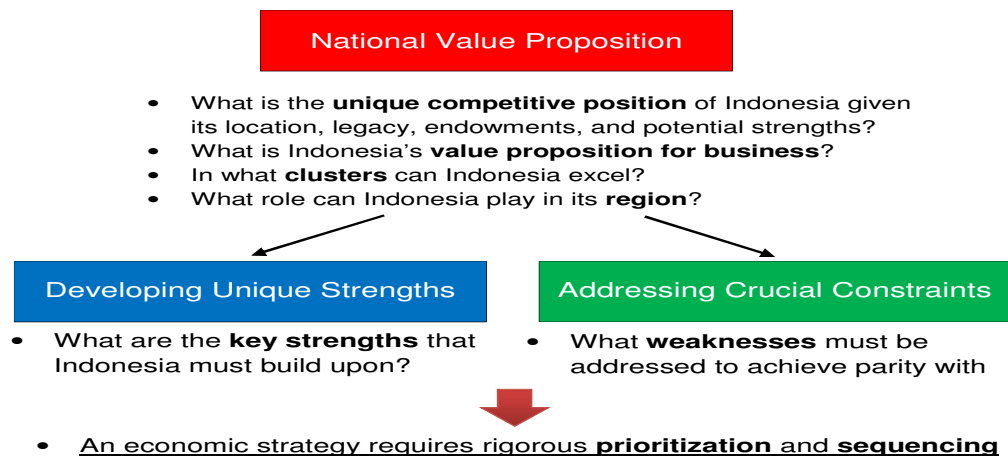 National Value Proposition
• What is the unique competitive position of Indonesia given
its location, legacy, endowments, and potential strengths?
• What is Indonesia's value proposition for business?
• In what clusters can Indonesia excel?
• What role can Indonesia play in its region?
Developing Unique Strengths
• What are the key strengths that
Indonesia must build upon?
Addressing Crucial Constraints
• What weaknesses must be
addressed to achieve parity with
• An economic strategy requires rigorous prioritization and sequencing